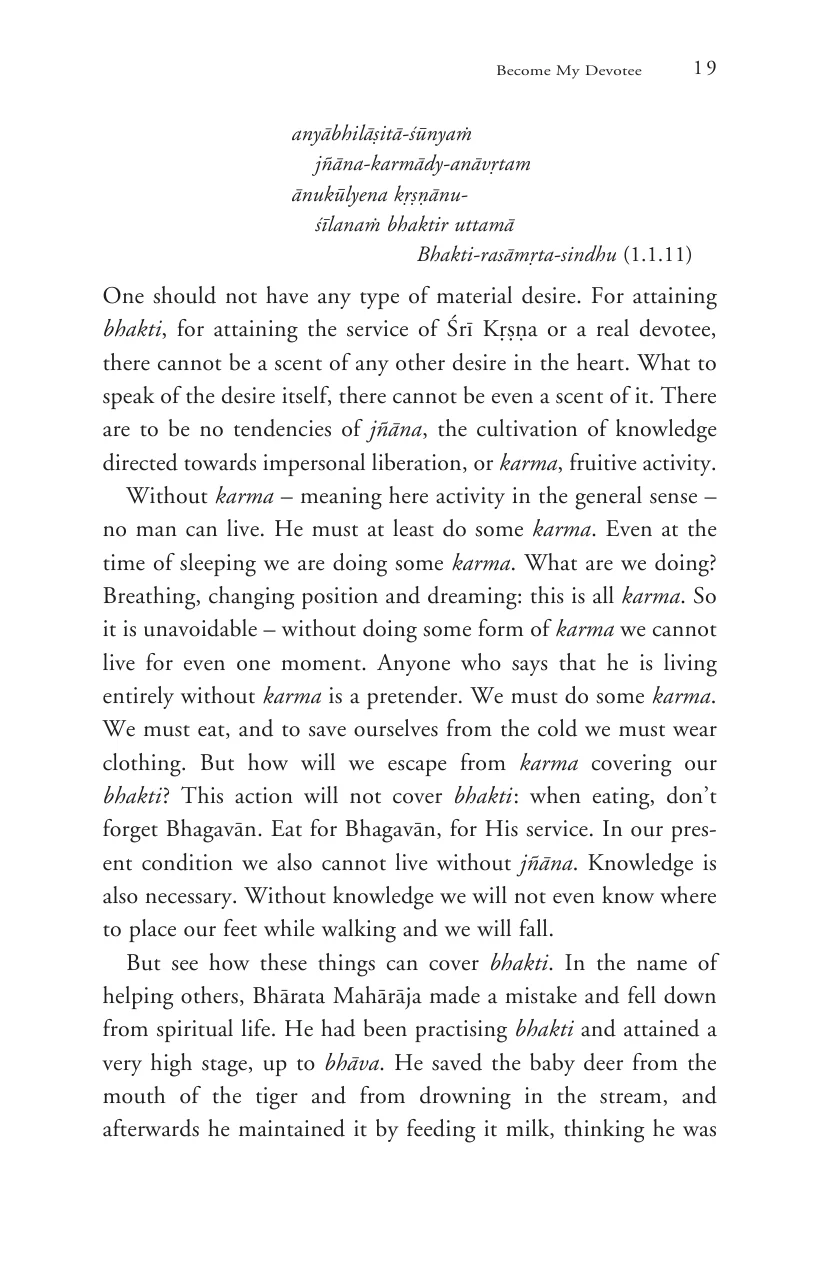 Become My Devotee 19
anyābhilāṣitā-śūnyaṁ
jñāna-karmādy-anāvṛtam
ānukūlyena kṛṣṇānu-
śīlanaṁ bhaktir uttamā
Bhakti-rasāmṛta-sindhu (1.1.11)
One should not have any type of material desire. For attaining
bhakti, for attaining the service of Śrī Kṛṣṇa or a real devotee,
there cannot be a scent of any other desire in the heart. What to
speak of the desire itself, there cannot be even a scent of it. There
are to be no tendencies of jñāna, the cultivation of knowledge
directed towards impersonal liberation, or karma, fruitive activity.
Without karma – meaning here activity in the general sense –
no man can live. He must at least do some karma. Even at the
time of sleeping we are doing some karma. What are we doing?
Breathing, changing position and dreaming: this is all karma. So
it is unavoidable – without doing some form of karma we cannot
live for even one moment. Anyone who says that he is living
entirely without karma is a pretender. We must do some karma.
We must eat, and to save ourselves from the cold we must wear
clothing. But how will we escape from karma covering our
bhakti? This action will not cover bhakti: when eating, don’t
forget Bhagavān. Eat for Bhagavān, for His service. In our pres-
ent condition we also cannot live without jñāna. Knowledge is
also necessary. Without knowledge we will not even know where
to place our feet while walking and we will fall.
But see how these things can cover bhakti. In the name of
helping others, Bhārata Mahārāja made a mistake and fell down
from spiritual life. He had been practising bhakti and attained a
very high stage, up to bhāva. He saved the baby deer from the
mouth of the tiger and from drowning in the stream, and
afterwards he maintained it by feeding it milk, thinking he was